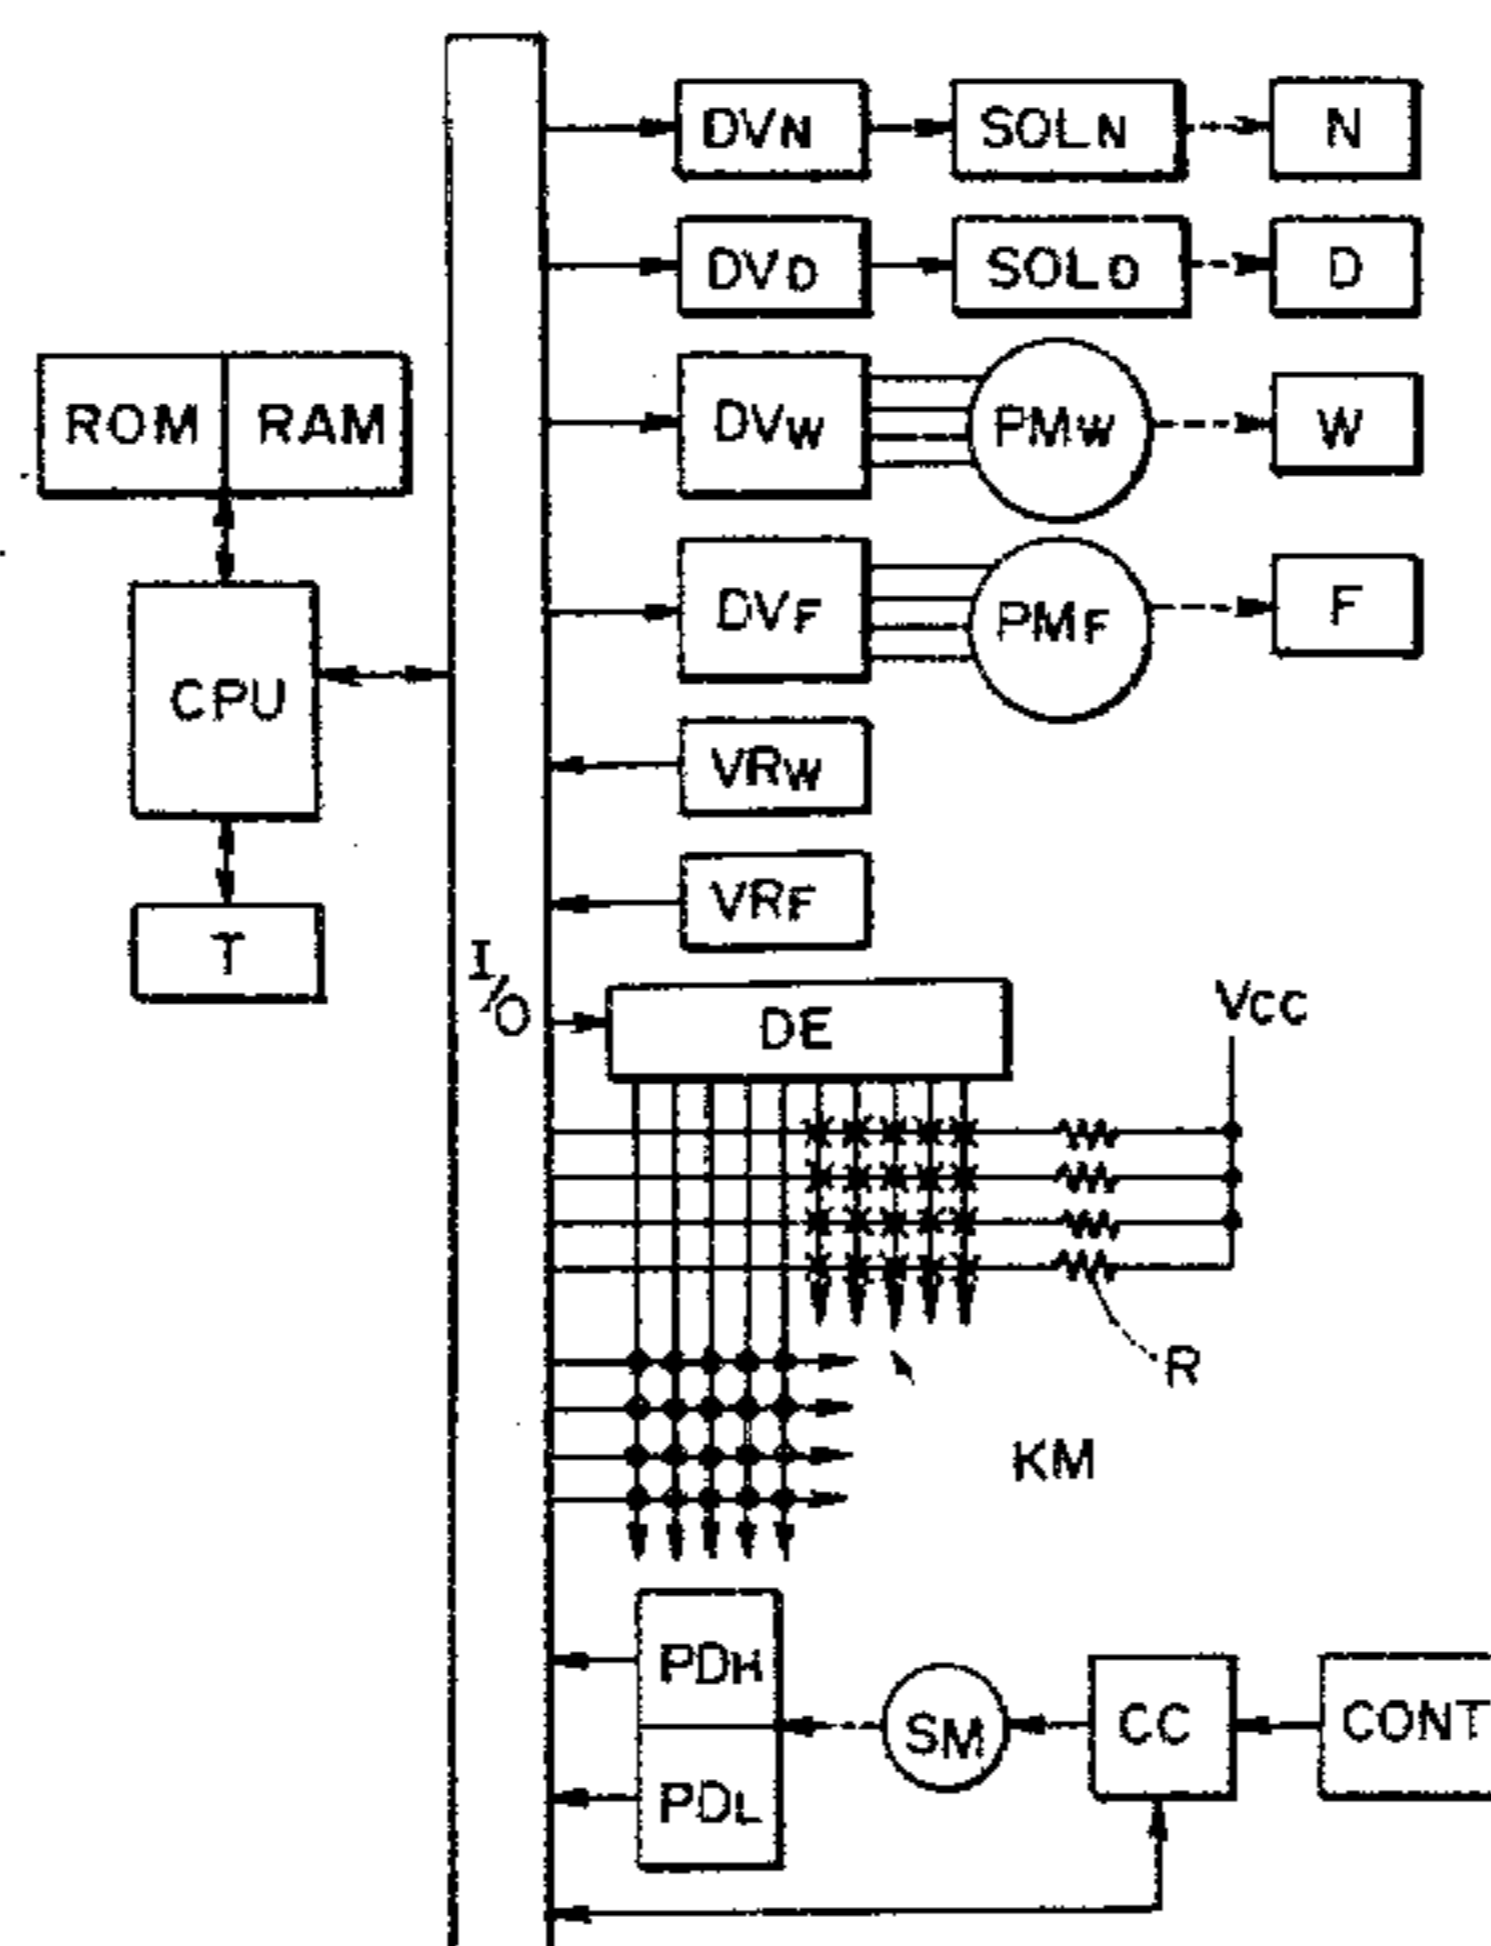 DVN SOLN N
DVD SOLD D
ROM RAM
DVW PMW W
DVF PMF F
CPU
VRW
VRF
T
I/O
DE
VCC
R
KM
PDH
SM CC CONT
PDL